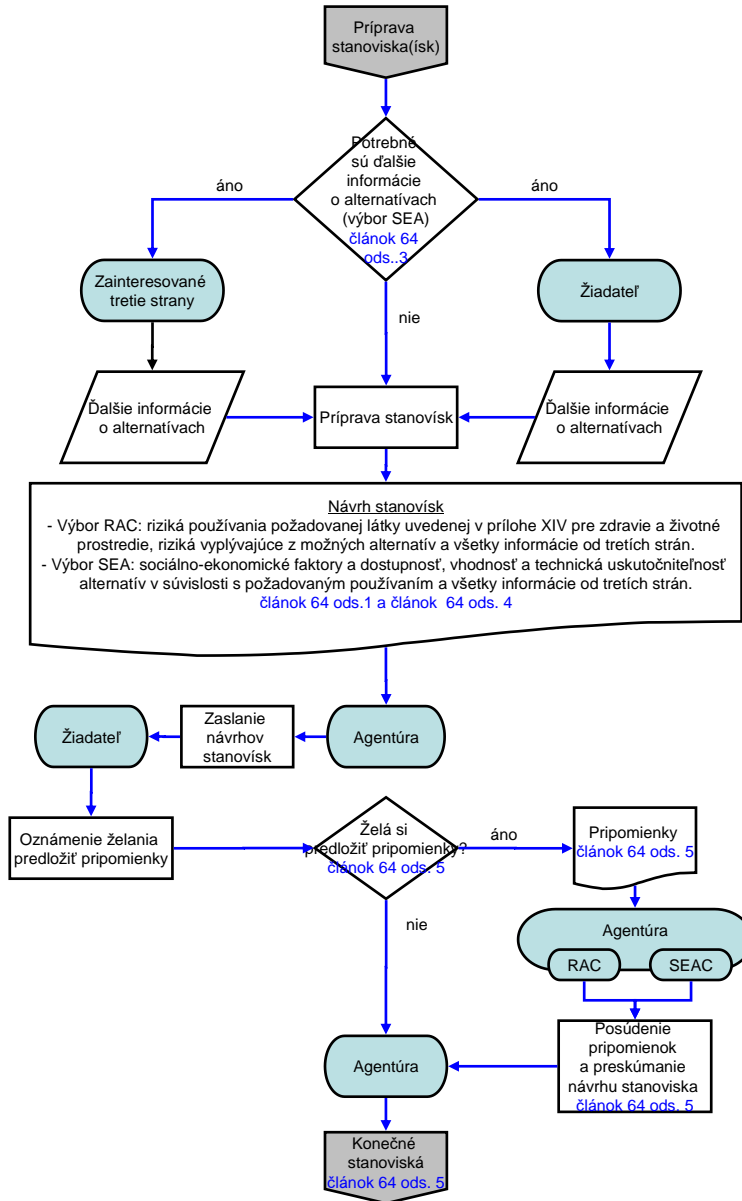 Príprava
stanoviska(ísk)
Potrebné
sú ďalšie
informácie
o alternatívach
(výbor SEA)
článok 64
ods..3
áno
áno
Zainteresované
tretie strany
Žiadateľ
nie
Ďalšie informácie
o alternatívach
Príprava stanovísk
Ďalšie informácie
o alternatívach
Návrh stanovísk
- Výbor RAC: riziká používania požadovanej látky uvedenej v prílohe XIV pre zdravie a životné
prostredie, riziká vyplývajúce z možných alternatív a všetky informácie od tretích strán.
- Výbor SEA: sociálno-ekonomické faktory a dostupnosť, vhodnosť a technická uskutočniteľnosť
alternatív v súvislosti s požadovaným používaním a všetky informácie od tretích strán.
článok 64 ods.1 a článok 64 ods. 4
Žiadateľ
Zaslanie
návrhov
stanovísk
Agentúra
Oznámenie želania
predložiť pripomienky
Želá si
predložiť pripomienky?
článok 64 ods. 5
áno
Pripomienky
článok 64 ods. 5
nie
Agentúra
RAC
SEAC
Agentúra
Posúdenie
pripomienok
a preskúmanie
návrhu stanoviska
článok 64 ods. 5
Konečné
stanoviská
článok 64 ods. 5